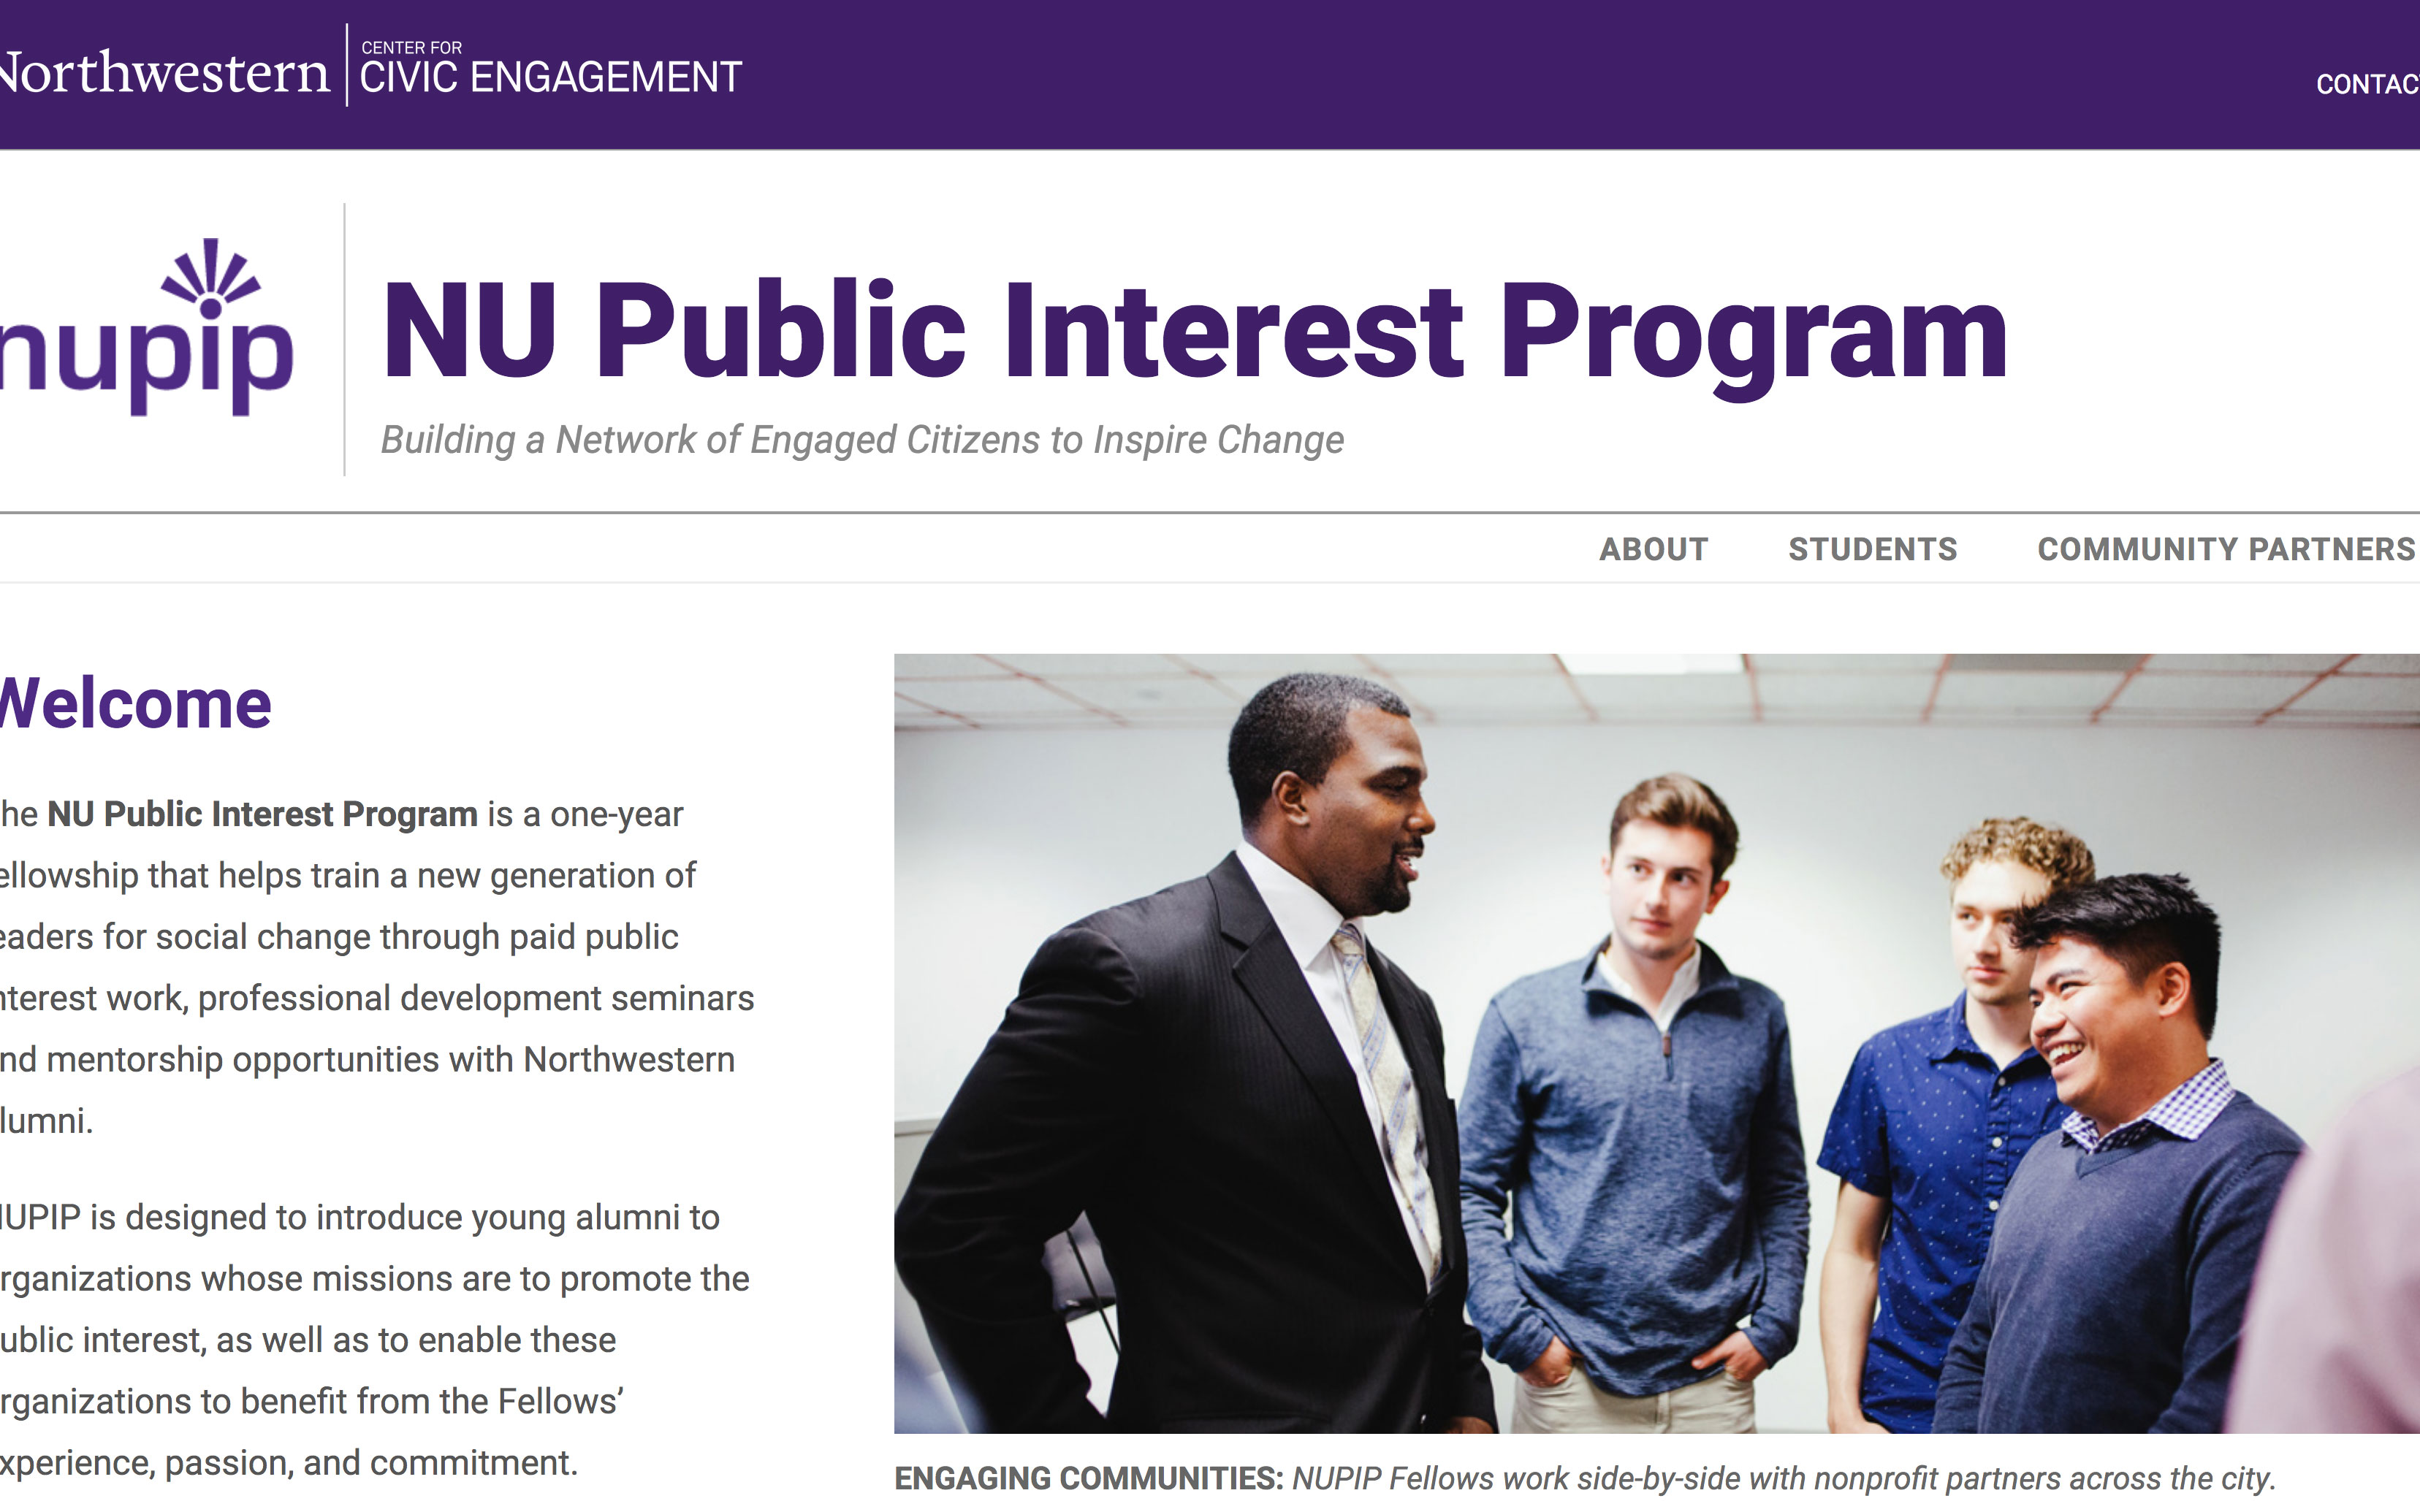 Northwestern
CENTER FOR
CIVIC ENGAGEMENT
CONTAC
nupip
NU Public Interest Program
Building a Network of Engaged Citizens to Inspire Change
ABOUT STUDENTS COMMUNITY PARTNERS
Welcome
he NU Public Interest Program is a one-year
ellowship that helps train a new generation of
eaders for social change through paid public
nterest work, professional development seminars
nd mentorship opportunities with Northwestern
lumni.
NUPIP is designed to introduce young alumni to
rganizations whose missions are to promote the
ublic interest, as well as to enable these
rganizations to benefit from the Fellows’
xperience, passion, and commitment.
ENGAGING COMMUNITIES: NUPIP Fellows work side-by-side with nonprofit partners across the city.